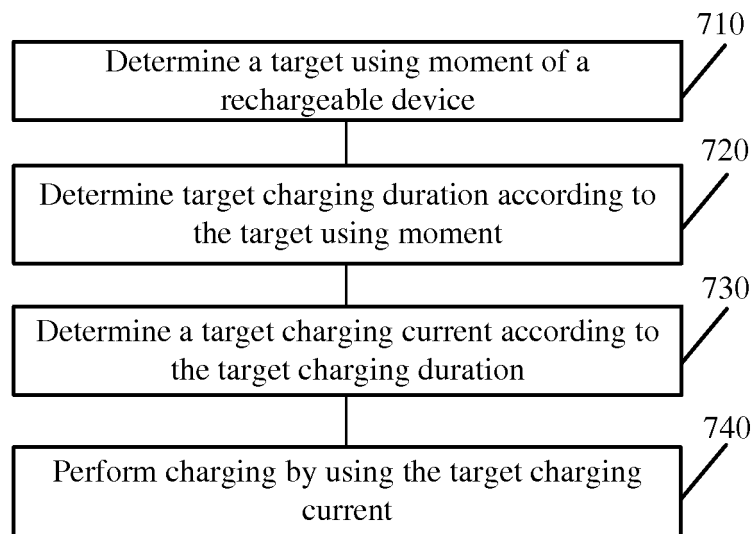 710
Determine a target using moment of a
rechargeable device
720
Determine target charging duration according to
the target using moment
730
Determine a target charging current according to
the target charging duration
740
Perform charging by using the target charging
current